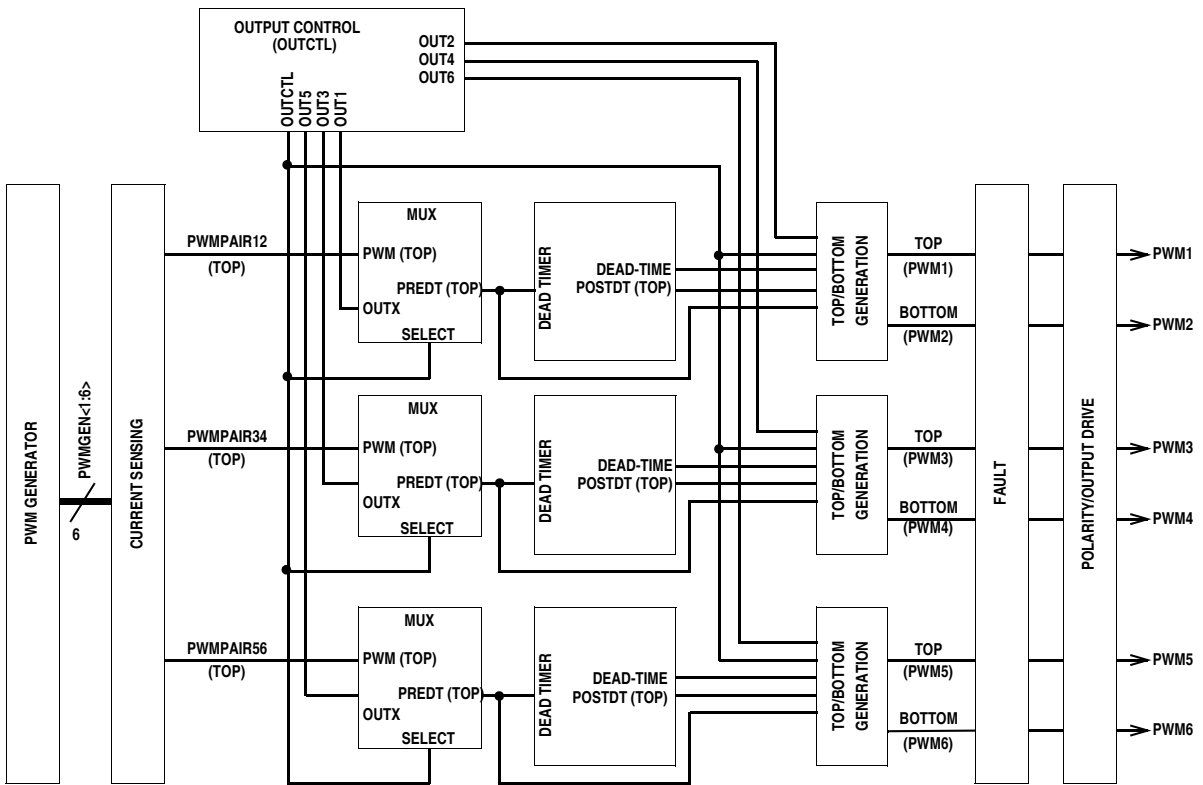 OUTPUT CONTROL
(OUTCTL)
OUT2
OUT4
OUT6
OUTCTL
OUT5
OUT3
OUT1
PWM GENERATOR
PWMGEN<1:6>
6
CURRENT SENSING
PWMPAIR12
(TOP)
MUX
PWM (TOP)
PREDT (TOP)
OUTX
SELECT
DEAD TIMER
DEAD-TIME
POSTDT (TOP)
TOP/BOTTOM
GENERATION
TOP
(PWM1)
BOTTOM
(PWM2)
PWMPAIR34
(TOP)
MUX
PWM (TOP)
PREDT (TOP)
OUTX
SELECT
DEAD TIMER
DEAD-TIME
POSTDT (TOP)
TOP/BOTTOM
GENERATION
TOP
(PWM3)
BOTTOM
(PWM4)
PWMPAIR56
(TOP)
MUX
PWM (TOP)
PREDT (TOP)
OUTX
SELECT
DEAD TIMER
DEAD-TIME
POSTDT (TOP)
TOP/BOTTOM
GENERATION
TOP
(PWM5)
BOTTOM
(PWM6)
FAULT
POLARITY/OUTPUT DRIVE
PWM1
PWM2
PWM3
PWM4
PWM5
PWM6